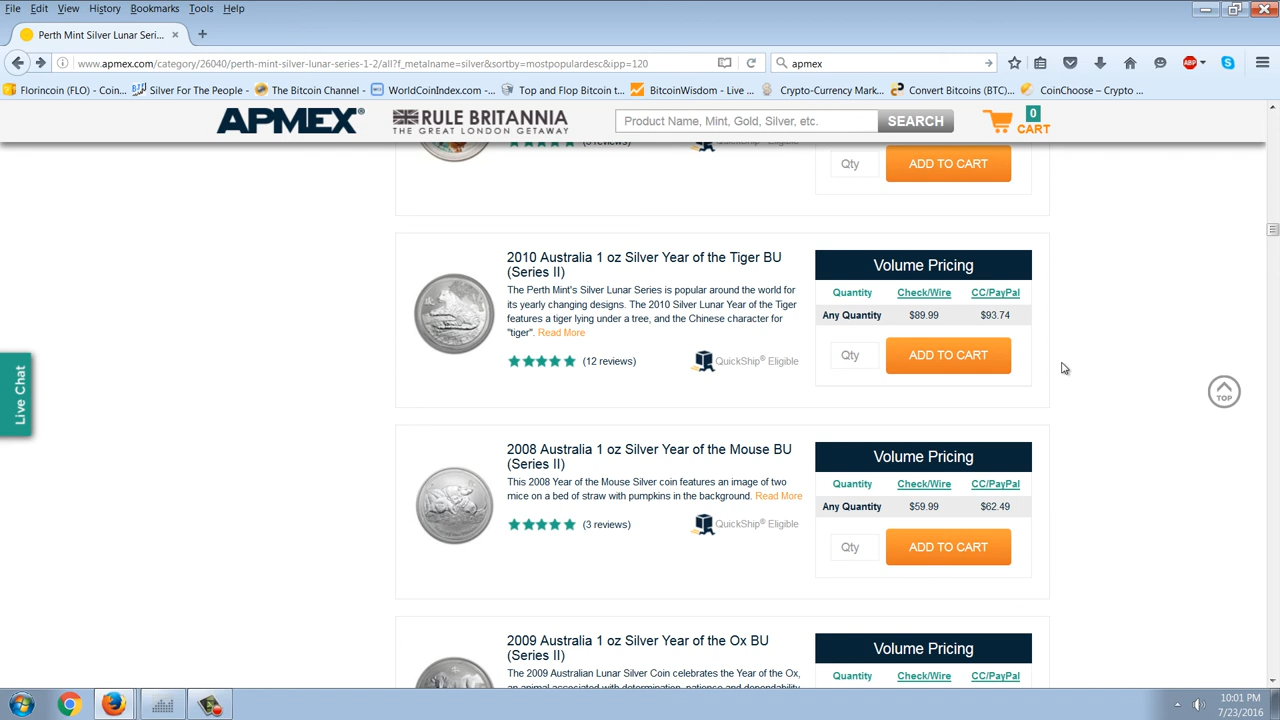 File Edit View History Bookmarks Tools Help
Perth Mint Silver Lunar Seri... × +
www.apmex.com/category/26040/perth-mint-silver-lunar-series-1-2/all?f_metalname=silver&sortby=mostpopulardesc&ipp=120
apmex
ABP
Florincoin (FLO) - Coin... Silver For The People - ... The Bitcoin Channel - ... WorldCoinIndex.com -... Top and Flop Bitcoin t... BitcoinWisdom - Live ... Crypto-Currency Mark... Convert Bitcoins (BTC)... CoinChoose – Crypto ...
APMEX®
RULE BRITANNIA
THE GREAT LONDON GETAWAY
Product Name, Mint, Gold, Silver, etc. SEARCH
0
CART
QuickShip® Eligible
Qty ADD TO CART
2010 Australia 1 oz Silver Year of the Tiger BU
(Series II)
The Perth Mint's Silver Lunar Series is popular around the world for
its yearly changing designs. The 2010 Silver Lunar Year of the Tiger
features a tiger lying under a tree, and the Chinese character for
"tiger". Read More
(12 reviews) QuickShip® Eligible
Volume Pricing
Quantity Check/Wire CC/PayPal
Any Quantity $89.99 $93.74
Qty ADD TO CART
Live Chat
TOP
2008 Australia 1 oz Silver Year of the Mouse BU
(Series II)
This 2008 Year of the Mouse Silver coin features an image of two
mice on a bed of straw with pumpkins in the background. Read More
(3 reviews) QuickShip® Eligible
Volume Pricing
Quantity Check/Wire CC/PayPal
Any Quantity $59.99 $62.49
Qty ADD TO CART
2009 Australia 1 oz Silver Year of the Ox BU
(Series II)
The 2009 Australian Lunar Silver Coin celebrates the Year of the Ox,
an animal associated with determination, patience and dependability.
Volume Pricing
Quantity Check/Wire CC/PayPal
10:01 PM
7/23/2016